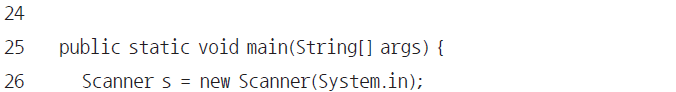 24
25 public static void main(String[] args) {
26 Scanner s = new Scanner(System.in);